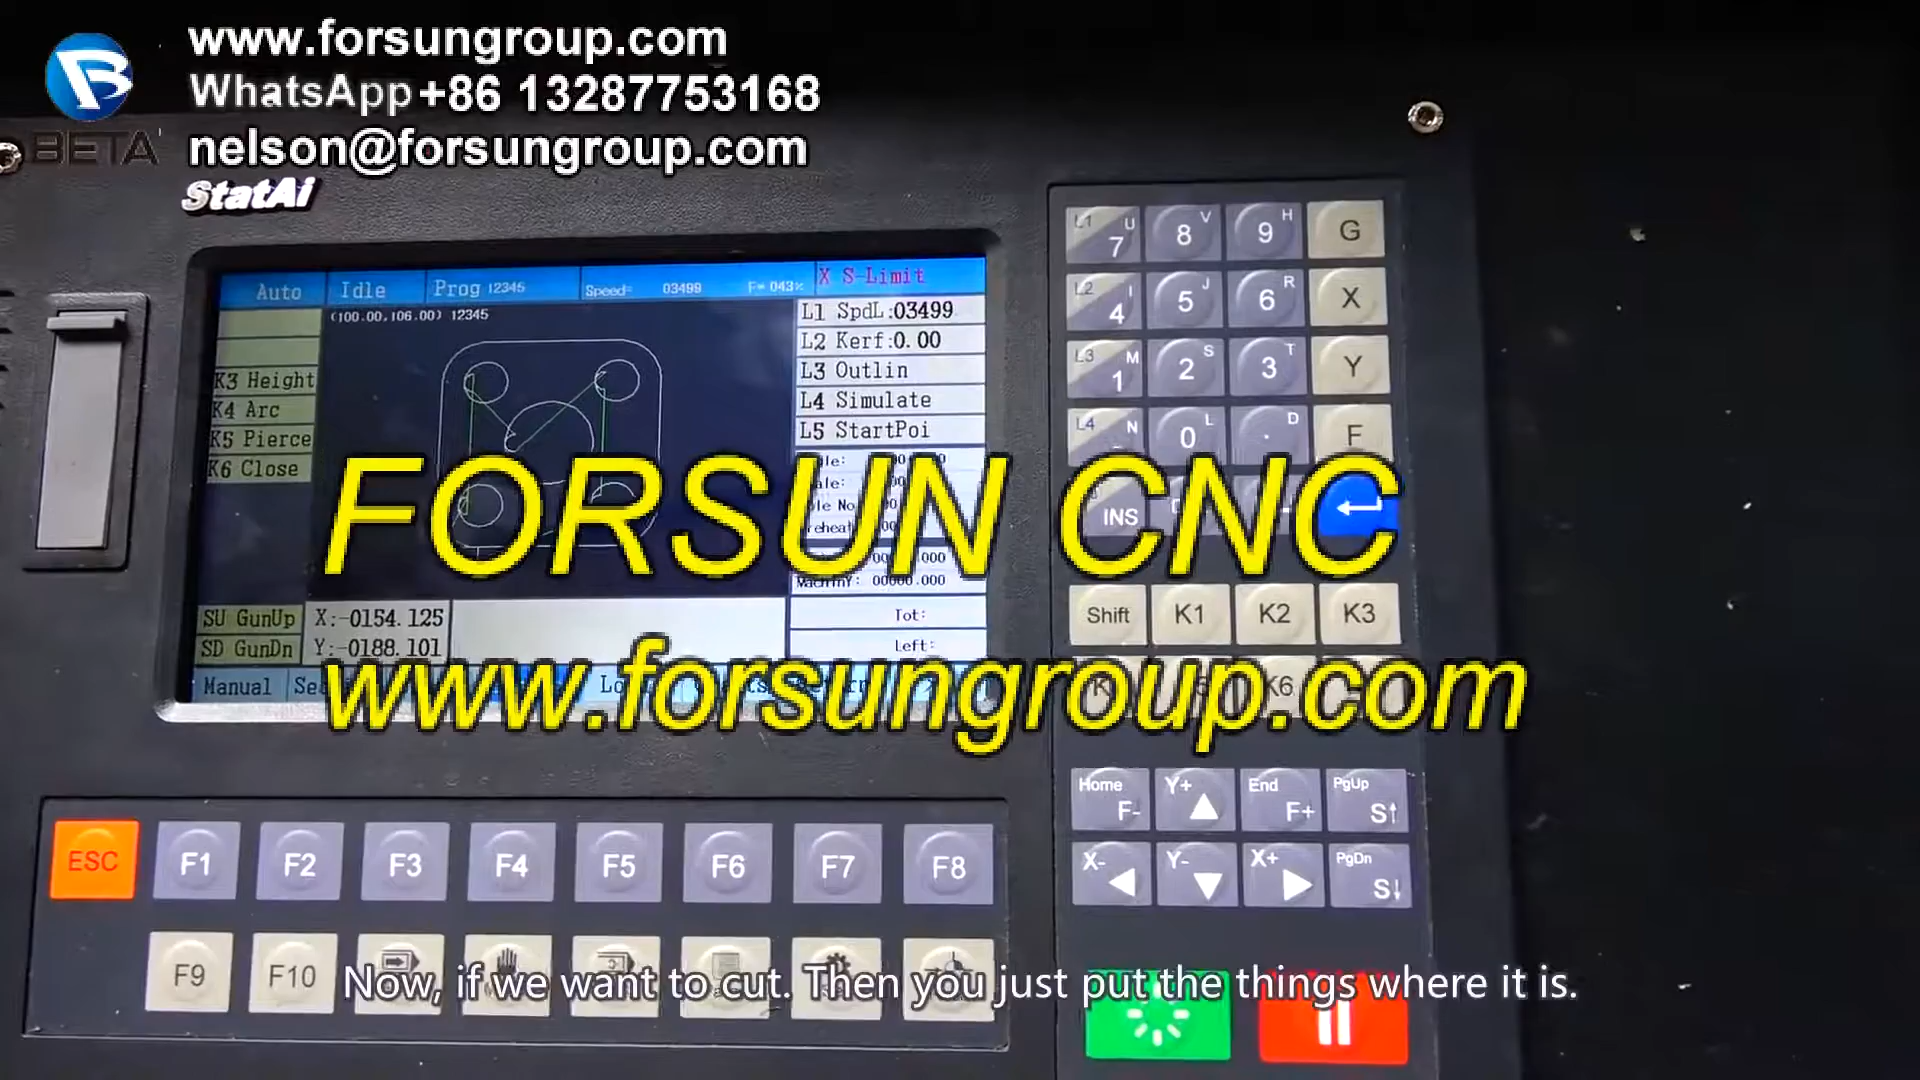 www.forsungroup.com
WhatsApp +86 13287753168
nelson@forsungroup.com
BETA
StatAi
Auto Idle Prog 12345 Speed= 03499 F= 043% X S-Limit
(100.00,106.00) 12345
L1 SpdL:03499
L2 Kerf:0.00
L3 Outlin
L4 Simulate
L5 StartPoi
K3 Height
K4 Arc
K5 Pierce
K6 Close
SU GunUp X:-0154.125
SD GunDn Y:-0188.101
Tot:
Left:
Manual
FORSUN CNC
www.forsungroup.com
L1 7 U 8 V 9 H G
L2 4 I 5 J 6 R X
L3 1 M 2 S 3 T Y
L4 N 0 L . D F
INS
Shift K1 K2 K3
K6
Home F- Y+ End F+ PgUp S↑
X- Y- X+ PgDn S↓
ESC F1 F2 F3 F4 F5 F6 F7 F8
F9 F10
Now, if we want to cut. Then you just put the things where it is.